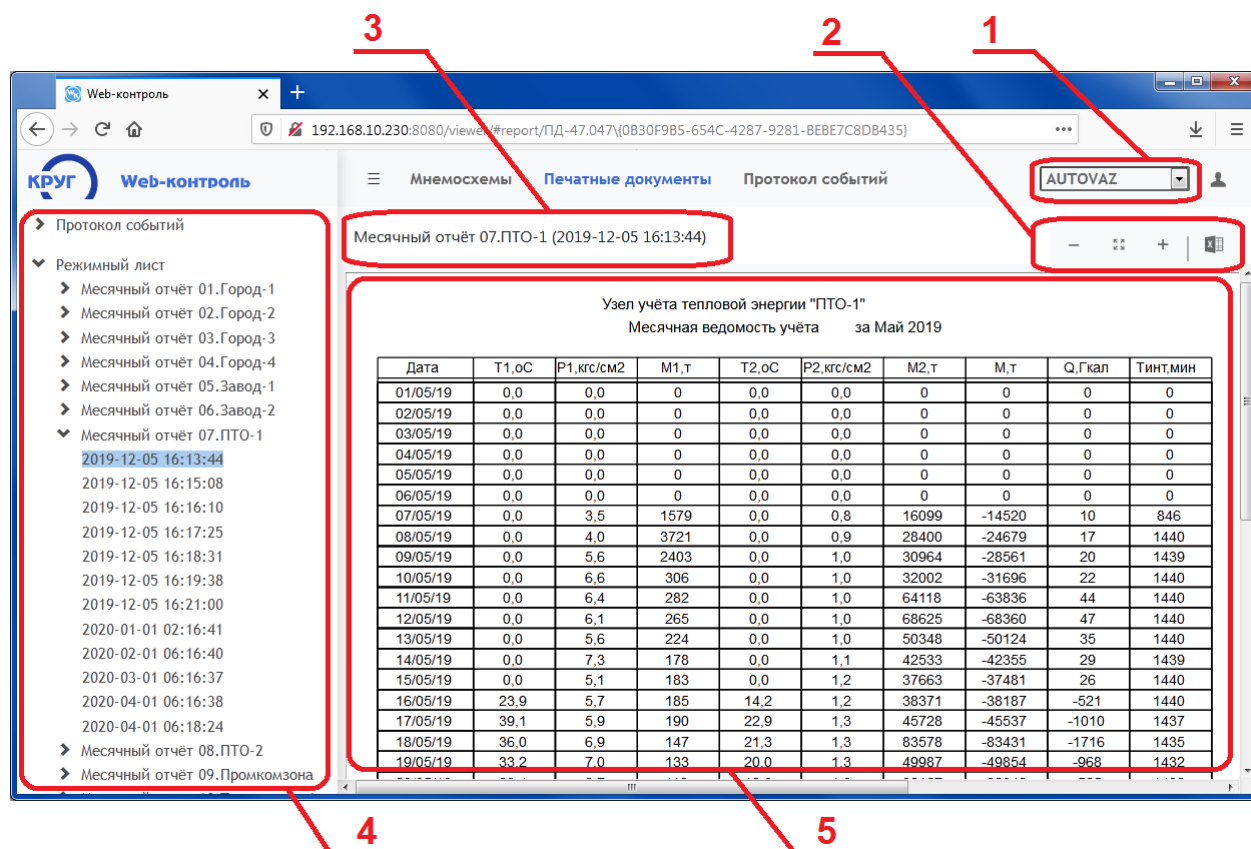 3
2
1
Web-контроль
192.168.10.230:8080/viewer/#report/ПД-47.047\{0B30F9B5-654C-4287-9281-BEBE7C8DB435}
КРУГ Web-контроль
Мнемосхемы Печатные документы Протокол событий AUTOVAZ
Протокол событий
Режимный лист
Месячный отчёт 01.Город-1
Месячный отчёт 02.Город-2
Месячный отчёт 03.Город-3
Месячный отчёт 04.Город-4
Месячный отчёт 05.Завод-1
Месячный отчёт 06.Завод-2
Месячный отчёт 07.ПТО-1
2019-12-05 16:13:44
2019-12-05 16:15:08
2019-12-05 16:16:10
2019-12-05 16:17:25
2019-12-05 16:18:31
2019-12-05 16:19:38
2019-12-05 16:21:00
2020-01-01 02:16:41
2020-02-01 06:16:40
2020-03-01 06:16:37
2020-04-01 06:16:38
2020-04-01 06:18:24
Месячный отчёт 08.ПТО-2
Месячный отчёт 09.Промкомзона
Месячный отчёт 07.ПТО-1 (2019-12-05 16:13:44)
Узел учёта тепловой энергии "ПТО-1"
Месячная ведомость учёта за Май 2019
Дата Т1,оС Р1,кгс/см2 М1,т Т2,оС Р2,кгс/см2 М2,т М,т Q,Гкал Тинт,мин
01/05/19 0,0 0,0 0 0,0 0,0 0 0 0 0
02/05/19 0,0 0,0 0 0,0 0,0 0 0 0 0
03/05/19 0,0 0,0 0 0,0 0,0 0 0 0 0
04/05/19 0,0 0,0 0 0,0 0,0 0 0 0 0
05/05/19 0,0 0,0 0 0,0 0,0 0 0 0 0
06/05/19 0,0 0,0 0 0,0 0,0 0 0 0 0
07/05/19 0,0 3,5 1579 0,0 0,8 16099 -14520 10 846
08/05/19 0,0 4,0 3721 0,0 0,9 28400 -24679 17 1440
09/05/19 0,0 5,6 2403 0,0 1,0 30964 -28561 20 1439
10/05/19 0,0 6,6 306 0,0 1,0 32002 -31696 22 1440
11/05/19 0,0 6,4 282 0,0 1,0 64118 -63836 44 1440
12/05/19 0,0 6,1 265 0,0 1,0 68625 -68360 47 1440
13/05/19 0,0 5,6 224 0,0 1,0 50348 -50124 35 1440
14/05/19 0,0 7,3 178 0,0 1,1 42533 -42355 29 1439
15/05/19 0,0 5,1 183 0,0 1,2 37663 -37481 26 1440
16/05/19 23,9 5,7 185 14,2 1,2 38371 -38187 -521 1440
17/05/19 39,1 5,9 190 22,9 1,3 45728 -45537 -1010 1437
18/05/19 36,0 6,9 147 21,3 1,3 83578 -83431 -1716 1435
19/05/19 33,2 7,0 133 20,0 1,3 49987 -49854 -968 1432
4
5